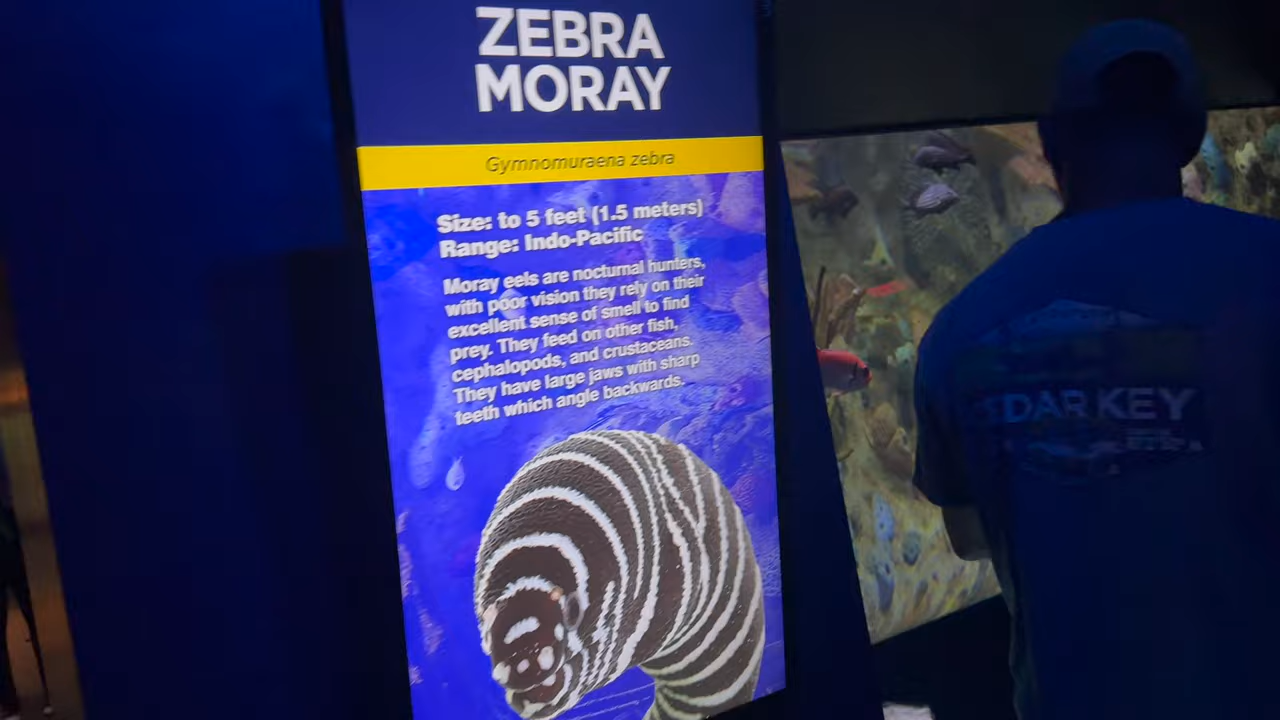 ZEBRA
MORAY
Gymnomuraena zebra
Size: to 5 feet (1.5 meters)
Range: Indo-Pacific
Moray eels are nocturnal hunters,
with poor vision they rely on their
excellent sense of smell to find
prey. They feed on other fish,
cephalopods, and crustaceans.
They have large jaws with sharp
teeth which angle backwards.
DAR KEY